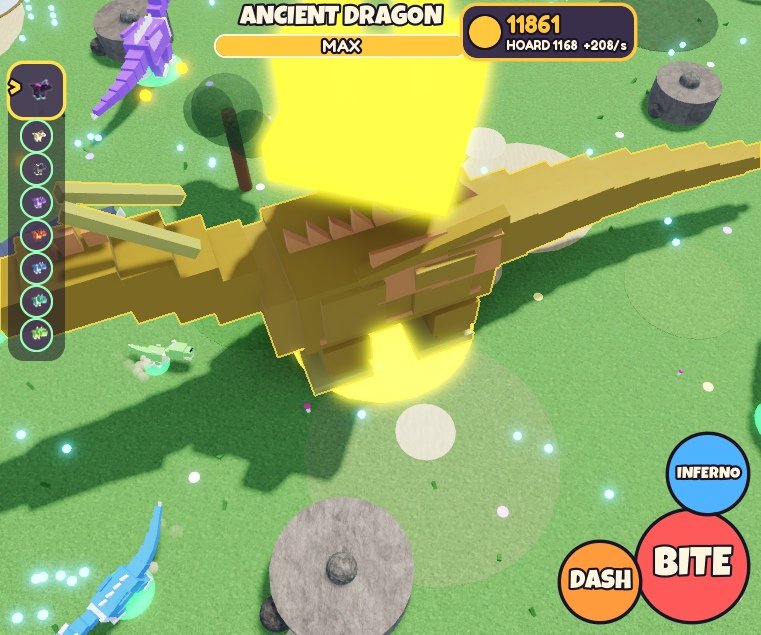 ANCIENT DRAGON
MAX
11861
HOARD 1168 +208/s
INFERNO
BITE
DASH